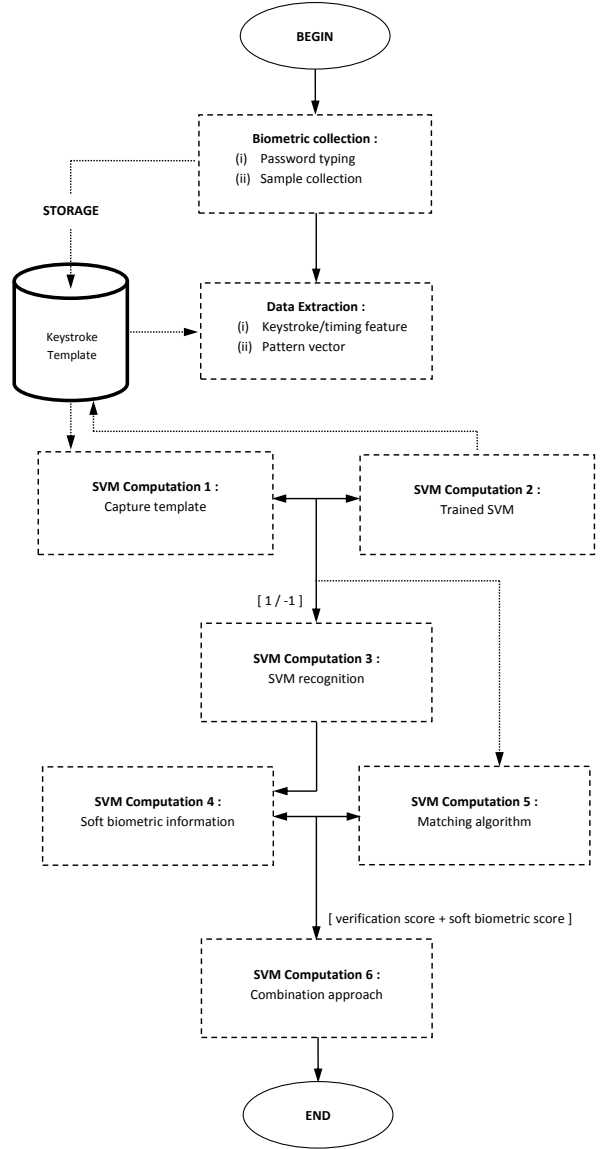 BEGIN
Biometric collection :
(i) Password typing
(ii) Sample collection
STORAGE
Keystroke
Template
Data Extraction :
(i) Keystroke/timing feature
(ii) Pattern vector
SVM Computation 1 :
Capture template
SVM Computation 2 :
Trained SVM
[ 1 / -1 ]
SVM Computation 3 :
SVM recognition
SVM Computation 4 :
Soft biometric information
SVM Computation 5 :
Matching algorithm
[ verification score + soft biometric score ]
SVM Computation 6 :
Combination approach
END